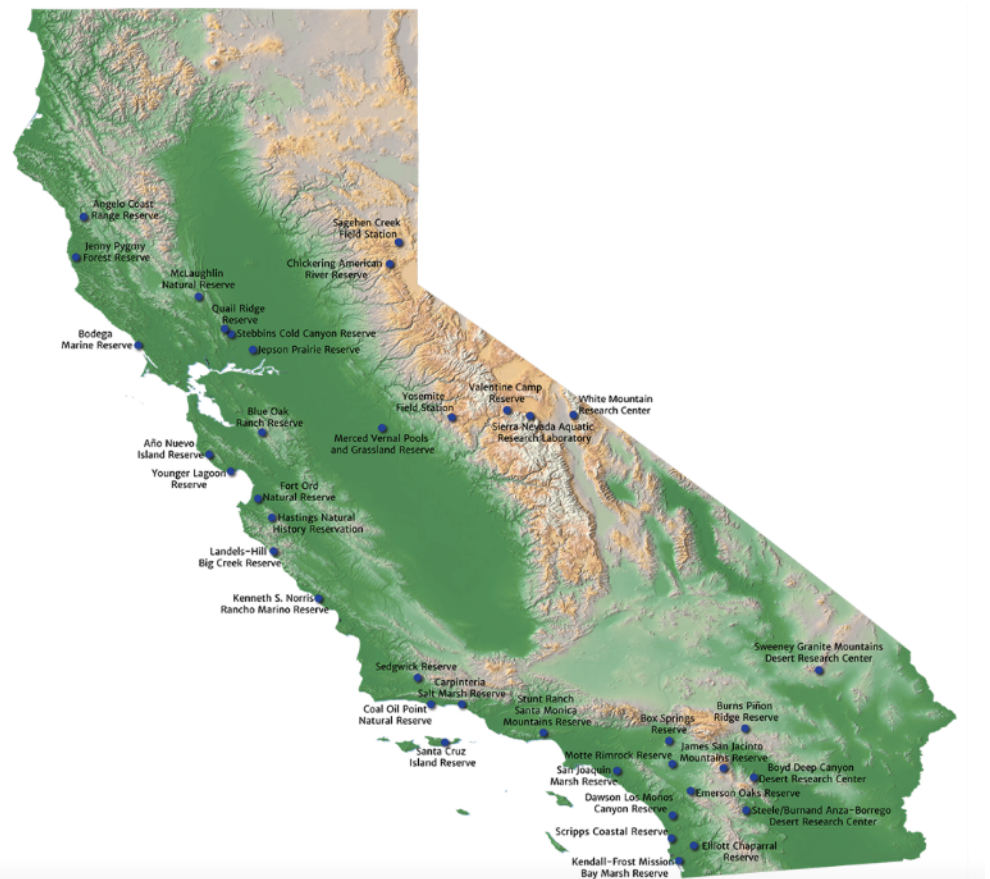 Angelo Coast
Range Reserve
Sagehen Creek
Field Station
Jenny Pygmy
Forest Reserve
Chickering American
River Reserve
McLaughlin
Natural Reserve
Quail Ridge
Reserve
Stebbins Cold Canyon Reserve
Bodega
Marine Reserve
Jepson Prairie Reserve
Valentine Camp
Reserve
White Mountain
Research Center
Yosemite
Field Station
Blue Oak
Ranch Reserve
Sierra Nevada Aquatic
Research Laboratory
Merced Vernal Pools
and Grassland Reserve
Año Nuevo
Island Reserve
Younger Lagoon
Reserve
Fort Ord
Natural Reserve
Hastings Natural
History Reservation
Landels-Hill
Big Creek Reserve
Kenneth S. Norris
Rancho Marino Reserve
Sweeney Granite Mountains
Desert Research Center
Sedgwick Reserve
Carpinteria
Salt Marsh Reserve
Coal Oil Point
Natural Reserve
Stunt Ranch
Santa Monica
Mountains Reserve
Burns Piñon
Ridge Reserve
Box Springs
Reserve
Santa Cruz
Island Reserve
James San Jacinto
Mountains Reserve
Motte Rimrock Reserve
San Joaquin
Marsh Reserve
Boyd Deep Canyon
Desert Research Center
Emerson Oaks Reserve
Dawson Los Monos
Canyon Reserve
Steele/Burnand Anza-Borrego
Desert Research Center
Scripps Coastal Reserve
Elliott Chaparral
Reserve
Kendall-Frost Mission
Bay Marsh Reserve